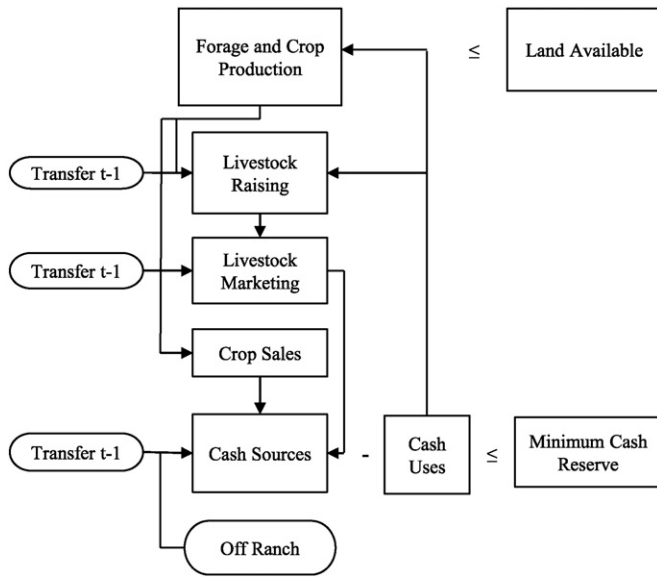 Forage and Crop
Production
≤
Land Available
Transfer t-1
Livestock
Raising
Transfer t-1
Livestock
Marketing
Crop Sales
Transfer t-1
Cash Sources
-
Cash
Uses
≤
Minimum Cash
Reserve
Off Ranch